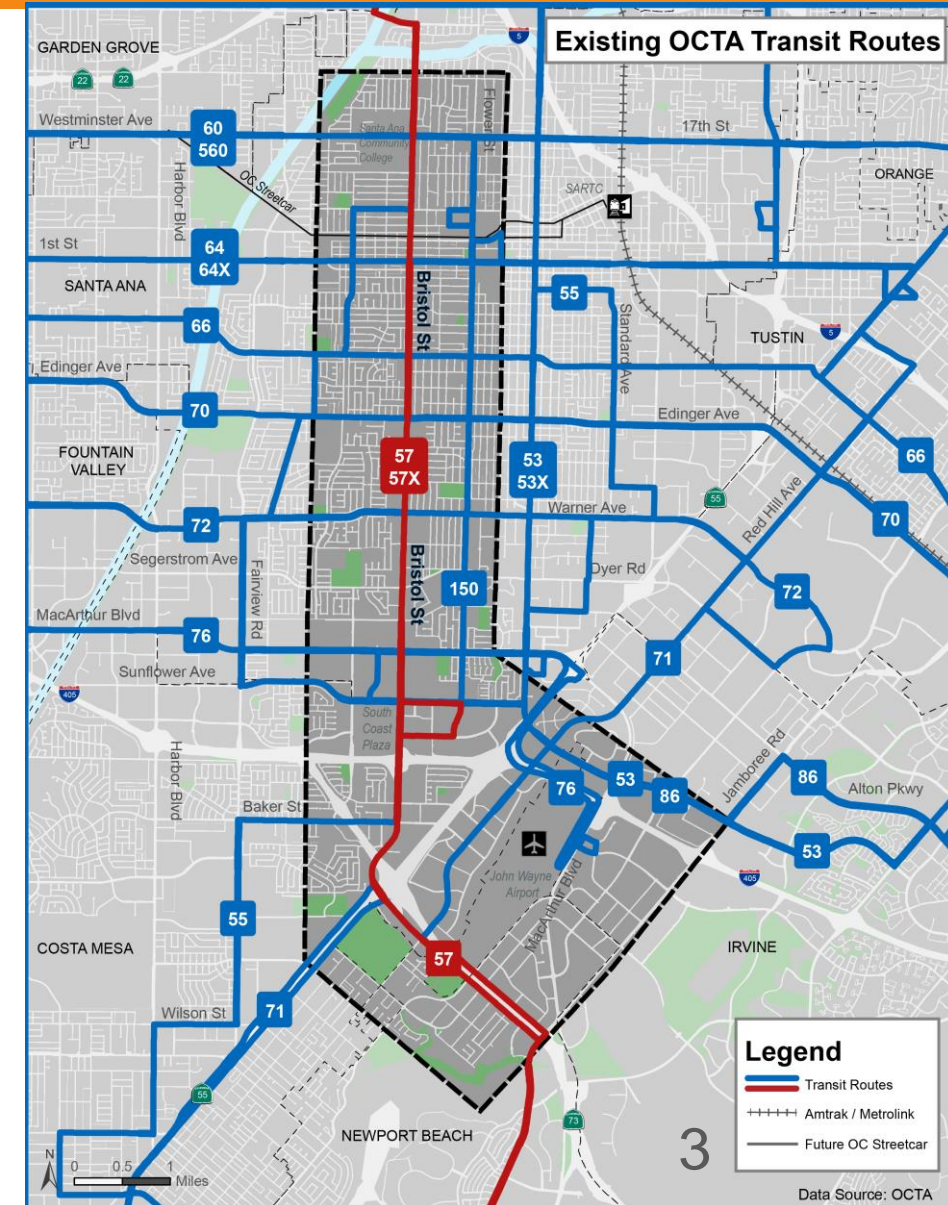 Existing OCTA Transit Routes
GARDEN GROVE
5
22
22
Westminster Ave
60
560
Flower St
Santa Ana
Community
College
17th St
Harbor Blvd
OC Streetcar
SARTC
ORANGE
1st St
64
64X
SANTA ANA
55
Bristol St
66
Standard Ave
TUSTIN
5
Edinger Ave
70
Edinger Ave
FOUNTAIN
VALLEY
57
57X
53
53X
66
55
Red Hill Ave
70
72
Warner Ave
Segerstrom Ave
Fairview Rd
Bristol St
150
Dyer Rd
72
MacArthur Blvd
76
71
Sunflower Ave
405
South
Coast
Plaza
Harbor Blvd
Jamboree Rd
76
53
86
86
Alton Pkwy
Baker St
53
John Wayne
Airport
405
MacArthur Blvd
55
COSTA MESA
57
IRVINE
Wilson St
71
Legend
Transit Routes
Amtrak / Metrolink
Future OC Streetcar
55
73
NEWPORT BEACH
3
N
0 0.5 1
Miles
Data Source: OCTA